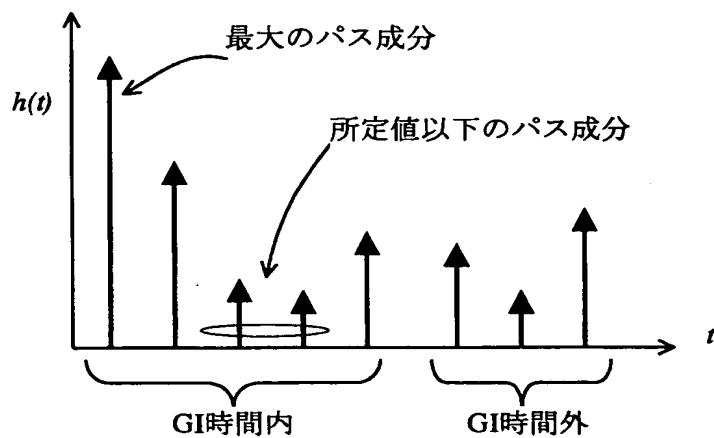 最大のパス成分
h(t)
所定値以下のパス成分
t
GI時間内
GI時間外